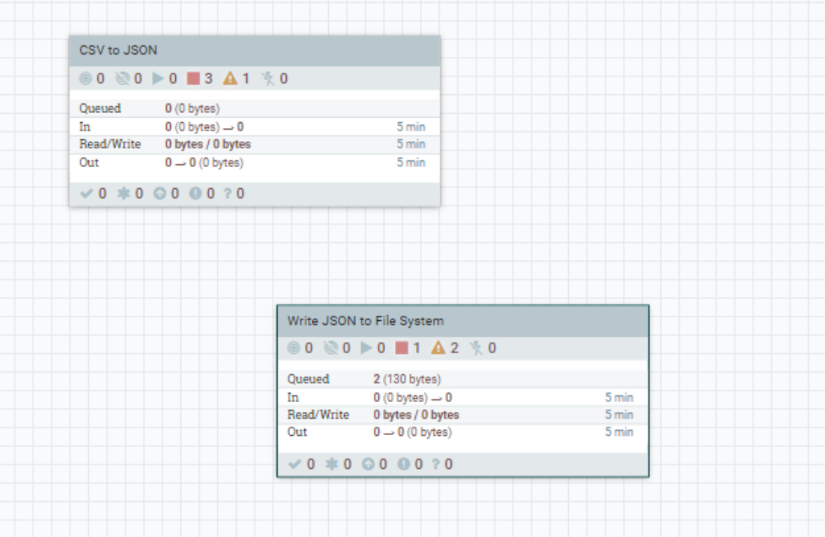 CSV to JSON
0 0 0 3 1 0
Queued 0 (0 bytes)
In 0 (0 bytes) → 0 5 min
Read/Write 0 bytes / 0 bytes 5 min
Out 0 → 0 (0 bytes) 5 min
0 0 0 0 ? 0
Write JSON to File System
0 0 0 1 2 0
Queued 2 (130 bytes)
In 0 (0 bytes) → 0 5 min
Read/Write 0 bytes / 0 bytes 5 min
Out 0 → 0 (0 bytes) 5 min
0 0 0 0 ? 0